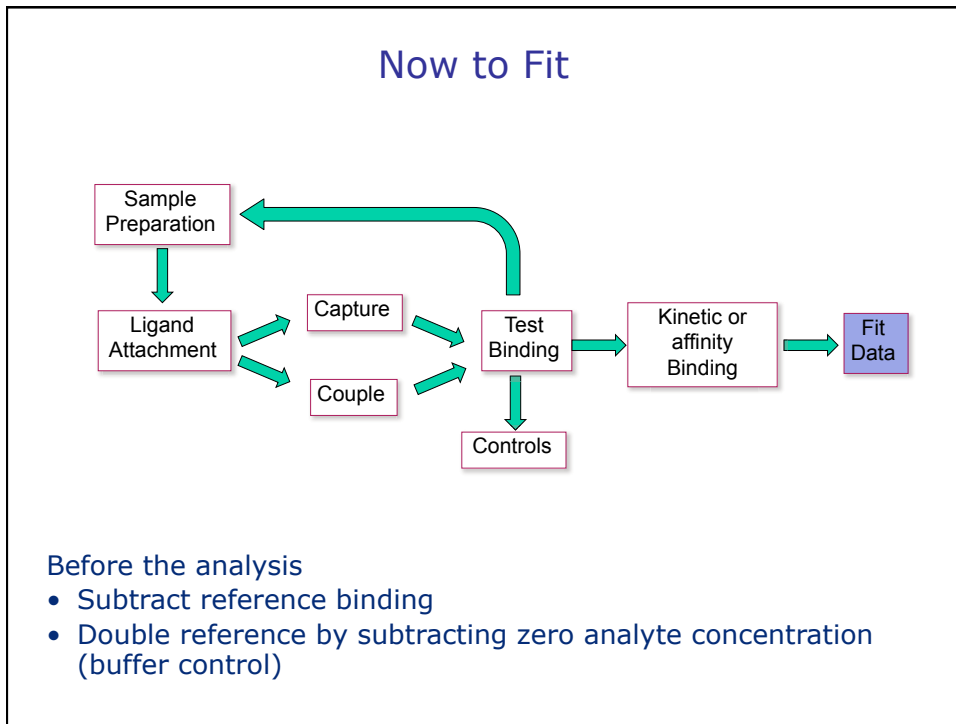 Now to Fit
Sample
Preparation
Ligand
Attachment
Capture
Couple
Test
Binding
Controls
Kinetic or
affinity
Binding
Fit
Data
Before the analysis
• Subtract reference binding
• Double reference by subtracting zero analyte concentration
(buffer control)